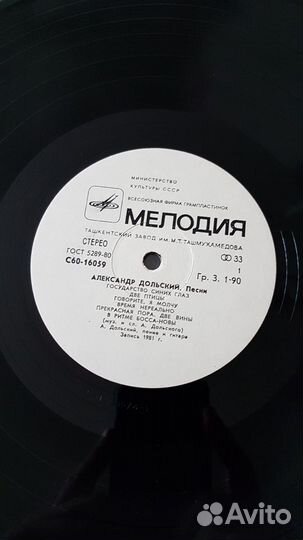 МИНИСТЕРСТВО
КУЛЬТУРЫ СССР
ВСЕСОЮЗНАЯ ФИРМА ГРАМПЛАСТИНОК
МЕЛОДИЯ
ТАШКЕНТСКИЙ ЗАВОД ИМ. М.Т. ТАШМУХАМЕДОВА
СТЕРЕО
33
ГОСТ 5289-80
1
С60-16059
Гр. 3. 1-90
АЛЕКСАНДР ДОЛЬСКИЙ, Песни
ГОСУДАРСТВО СИНИХ ГЛАЗ
ДВЕ ПТИЦЫ
ГОВОРИТЕ, Я МОЛЧУ
ВРЕМЯ НЕРЕАЛЬНО
ПРЕКРАСНАЯ ПОРА, ДВЕ ВИНЫ
В РИТМЕ БОССА-НОВЫ
(муз. и сл. А. Дольского)
А. Дольский, пение и гитара
Запись 1981 г.
Avito